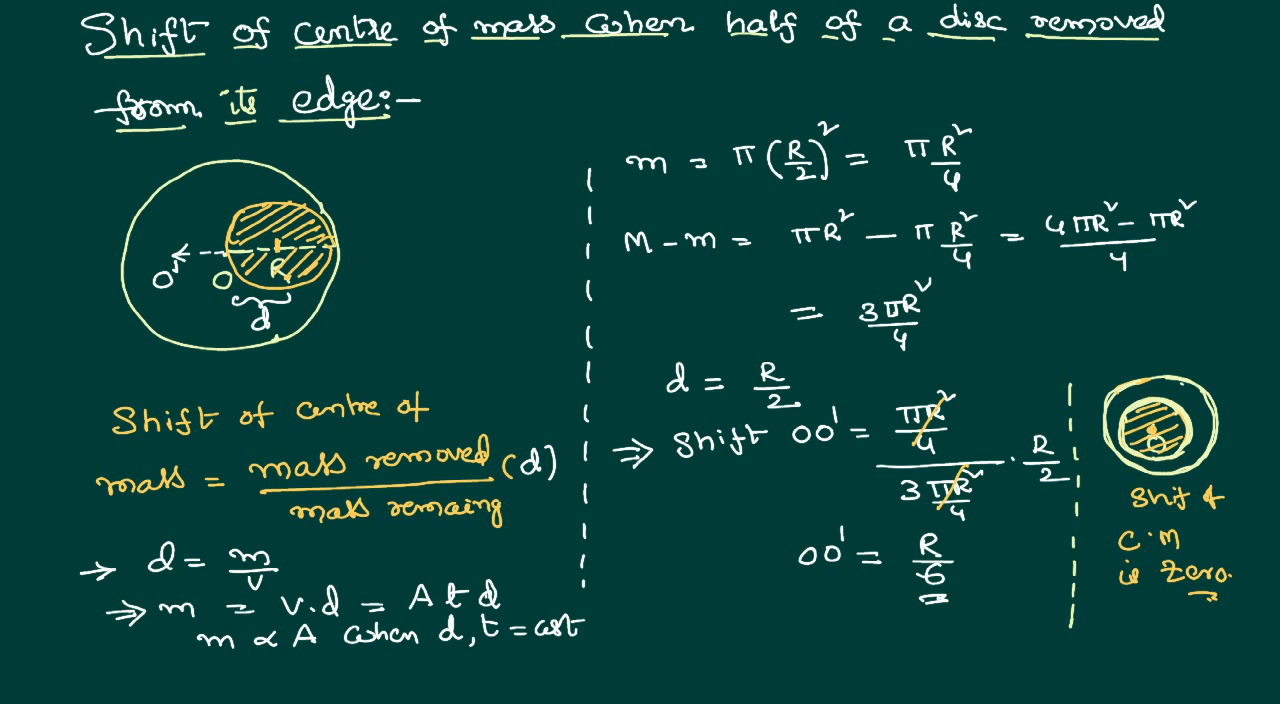 Shift of centre of mass when half of a disc removed
from its edge:-
O' O R
d
Shift of centre of
mass = mass removed / mass remaing (d)
→ d = m/v
⇒ m = v.d = A t d
m ∝ A when d, t = cst
m = π (R/2)² = πR²/4
M - m = πR² - πR²/4 = 4πR² - πR² / 4
= 3πR²/4
d = R/2
⇒ Shift OO' = πR²/4 / 3πR²/4 . R/2
OO' = R/6
O
Shift
C.M
is Zero.